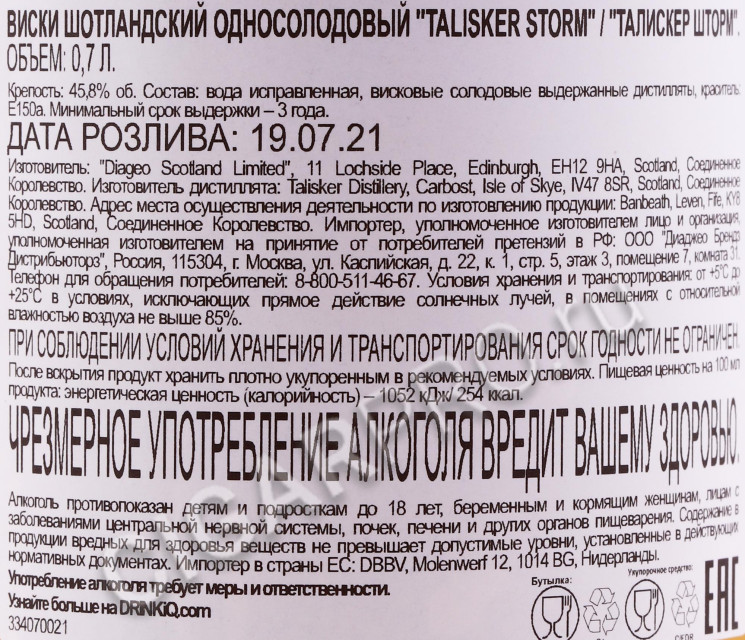 ВИСКИ ШОТЛАНДСКИЙ ОДНОСОЛОДОВЫЙ "TALISKER STORM" / "ТАЛИСКЕР ШТОРМ".
ОБЪЕМ: 0,7 Л.
Крепость: 45,8% об. Состав: вода исправленная, висковые солодовые выдержанные дистилляты, краситель:
Е150а. Минимальный срок выдержки – 3 года.
ДАТА РОЗЛИВА: 19.07.21
Изготовитель: "Diageo Scotland Limited", 11 Lochside Place, Edinburgh, EH12 9HA, Scotland, Соединенное
Королевство. Изготовитель дистиллята: Talisker Distillery, Carbost, Isle of Skye, IV47 8SR, Scotland, Соединенное
Королевство. Адрес места осуществления деятельности по изготовлению продукции: Banbeath, Leven, Fife, KY8
5HD, Scotland, Соединенное Королевство. Импортер, уполномоченное изготовителем лицо и организация,
уполномоченная изготовителем на принятие от потребителей претензий в РФ: ООО "Диаджео Брендз
Дистрибьюторз", Россия, 115304, г. Москва, ул. Каспийская, д. 22, к. 1, стр. 5, этаж 3, помещение 7, комната 31.
Телефон для обращения потребителей: 8-800-511-46-67. Условия хранения и транспортирования: от +5°С до
+25°С в условиях, исключающих прямое действие солнечных лучей, в помещениях с относительной
влажностью воздуха не выше 85%.
ПРИ СОБЛЮДЕНИИ УСЛОВИЙ ХРАНЕНИЯ И ТРАНСПОРТИРОВАНИЯ СРОК ГОДНОСТИ НЕ ОГРАНИЧЕН.
После вскрытия продукт хранить плотно укупоренным в рекомендуемых условиях. Пищевая ценность на 100 мл
продукта: энергетическая ценность (калорийность) – 1052 кДж/ 254 ккал.
ЧРЕЗМЕРНОЕ УПОТРЕБЛЕНИЕ АЛКОГОЛЯ ВРЕДИТ ВАШЕМУ ЗДОРОВЬЮ.
Алкоголь противопоказан детям и подросткам до 18 лет, беременным и кормящим женщинам, лицам с
заболеваниями центральной нервной системы, почек, печени и других органов пищеварения. Содержание в
продукции вредных для здоровья веществ не превышает допустимые уровни, установленные в действующих
нормативных документах. Импортер в страны ЕС: DBBV, Molenwerf 12, 1014 BG, Нидерланды.
Употребление алкоголя требует меры и ответственности.
Узнайте больше на DRiNKiQ.com
334070021
Бутылка:
Укупорочное средство:
EAC
CIGARPRO.ru